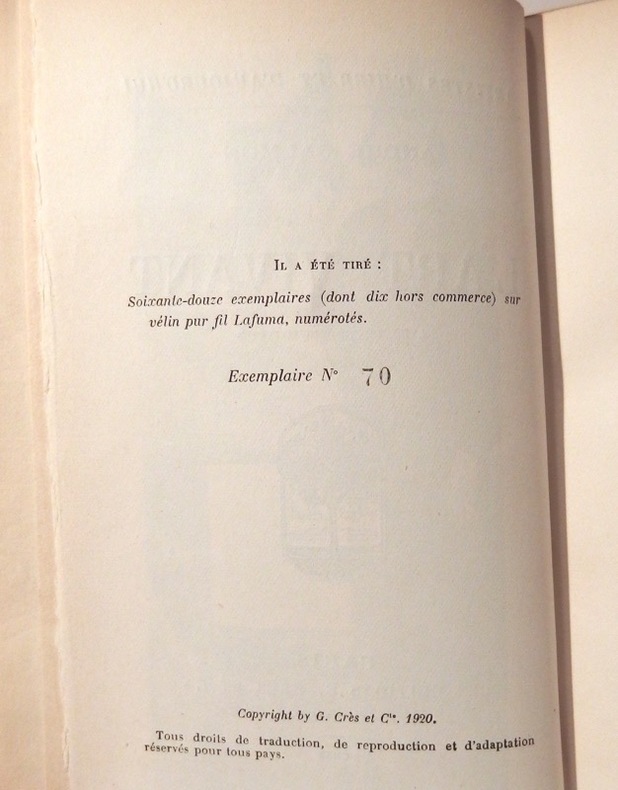 Il a été tiré :
Soixante-douze exemplaires (dont dix hors commerce) sur
vélin pur fil Lafuma, numérotés.
Exemplaire N° 70
Copyright by G. Crès et Cie. 1920.
Tous droits de traduction, de reproduction et d'adaptation
réservés pour tous pays.